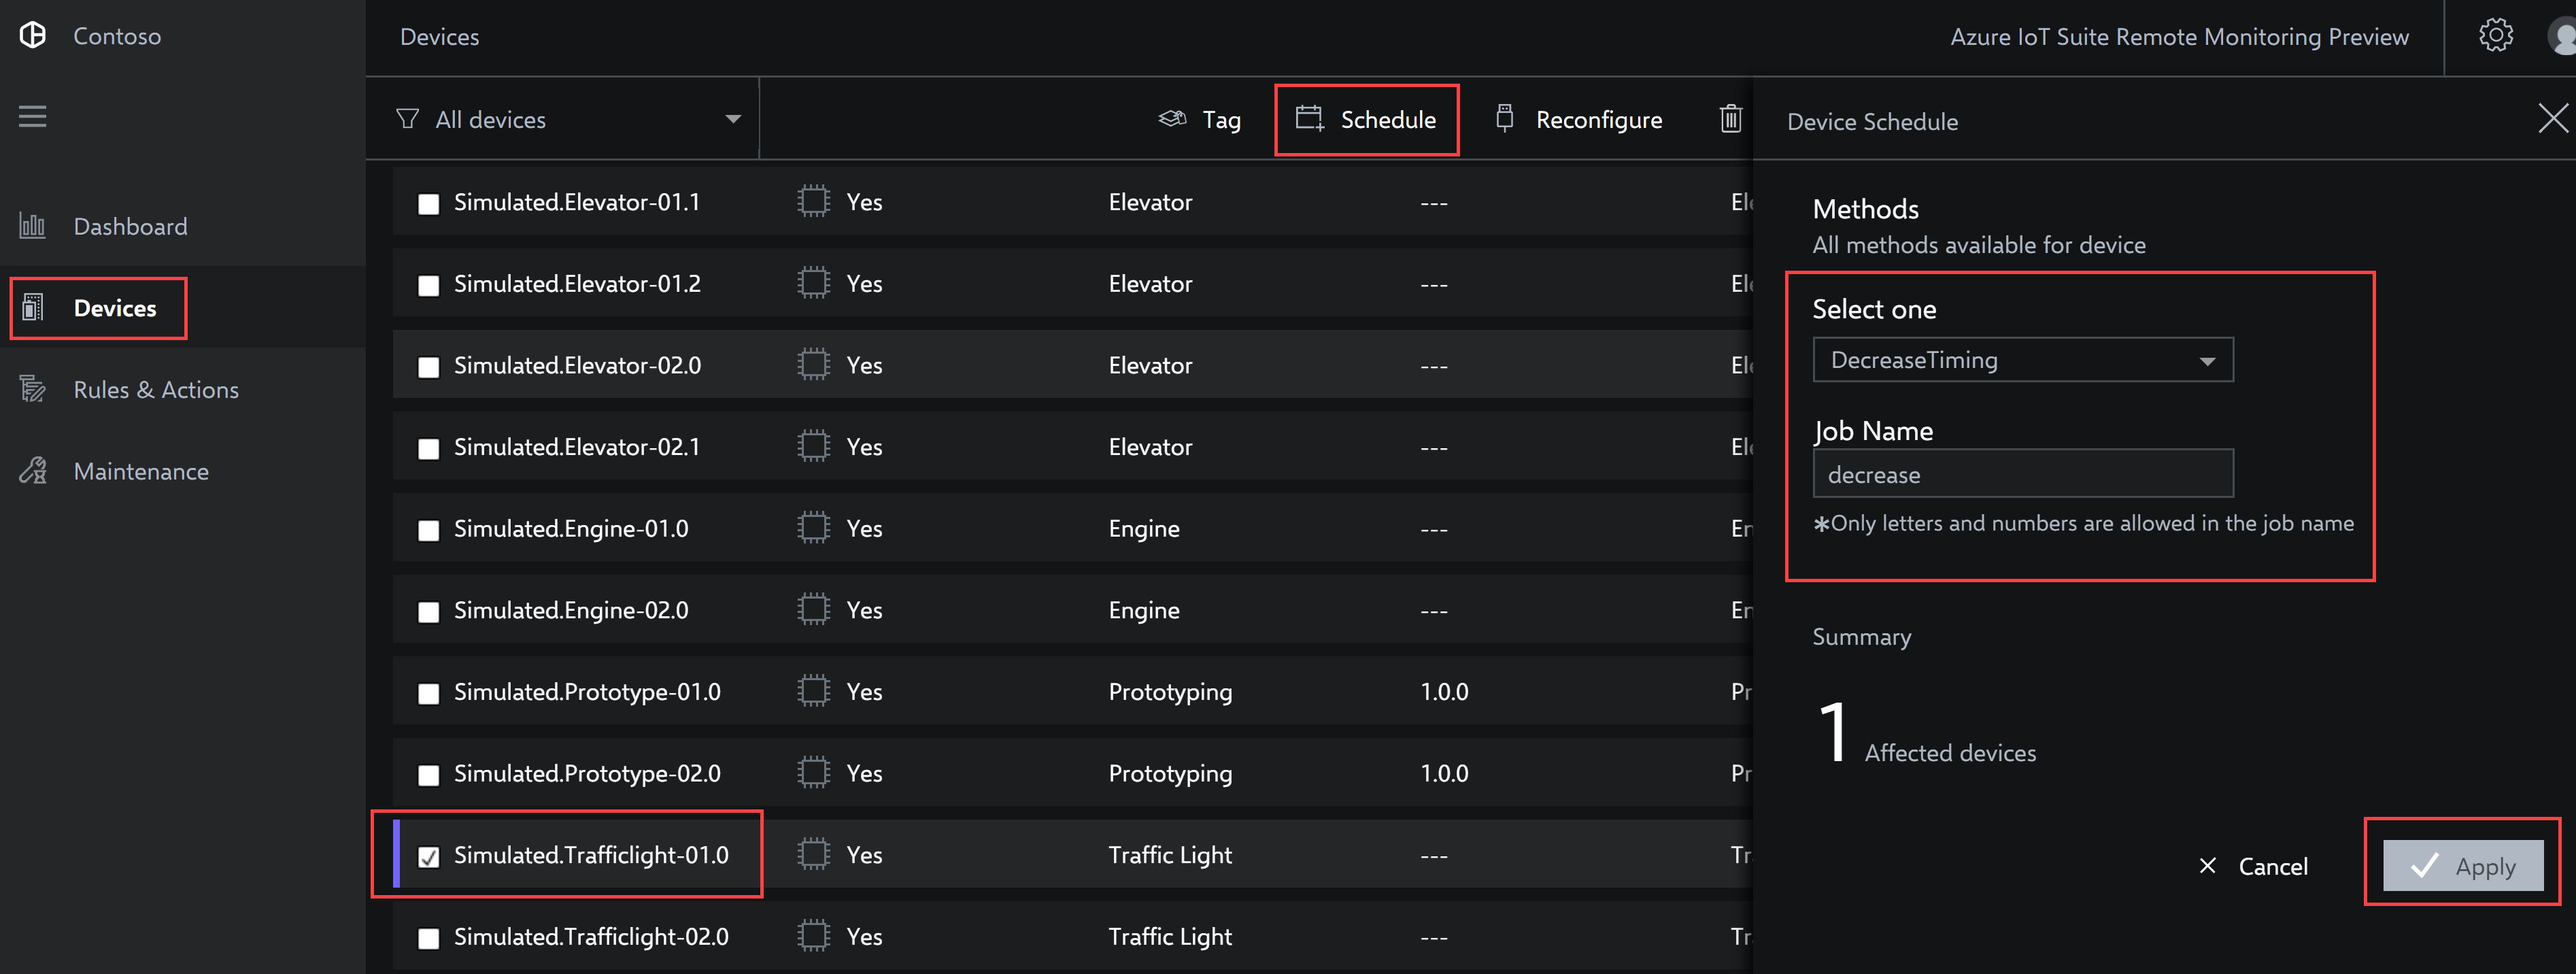 Contoso
Devices
Azure IoT Suite Remote Monitoring Preview
All devices
Tag
Schedule
Reconfigure
Device Schedule
Dashboard
Devices
Rules & Actions
Maintenance
Simulated.Elevator-01.1 Yes Elevator --- Ele
Simulated.Elevator-01.2 Yes Elevator --- Ele
Simulated.Elevator-02.0 Yes Elevator --- Ele
Simulated.Elevator-02.1 Yes Elevator --- Ele
Simulated.Engine-01.0 Yes Engine --- En
Simulated.Engine-02.0 Yes Engine --- En
Simulated.Prototype-01.0 Yes Prototyping 1.0.0 Pr
Simulated.Prototype-02.0 Yes Prototyping 1.0.0 Pr
Simulated.Trafficlight-01.0 Yes Traffic Light --- Tr
Simulated.Trafficlight-02.0 Yes Traffic Light --- Tr
Methods
All methods available for device
Select one
DecreaseTiming
Job Name
decrease
*Only letters and numbers are allowed in the job name
Summary
1 Affected devices
Cancel
Apply